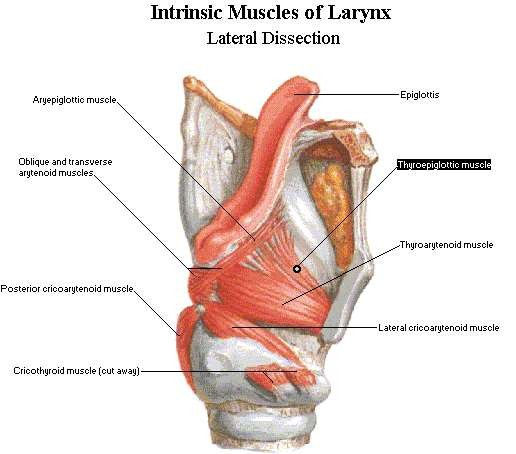 Intrinsic Muscles of Larynx
Lateral Dissection
Aryepiglottic muscle
Epiglottis
Oblique and transverse
arytenoid muscles
Thyroepiglottic muscle
Thyroarytenoid muscle
Posterior cricoarytenoid muscle
Lateral cricoarytenoid muscle
Cricothyroid muscle (cut away)